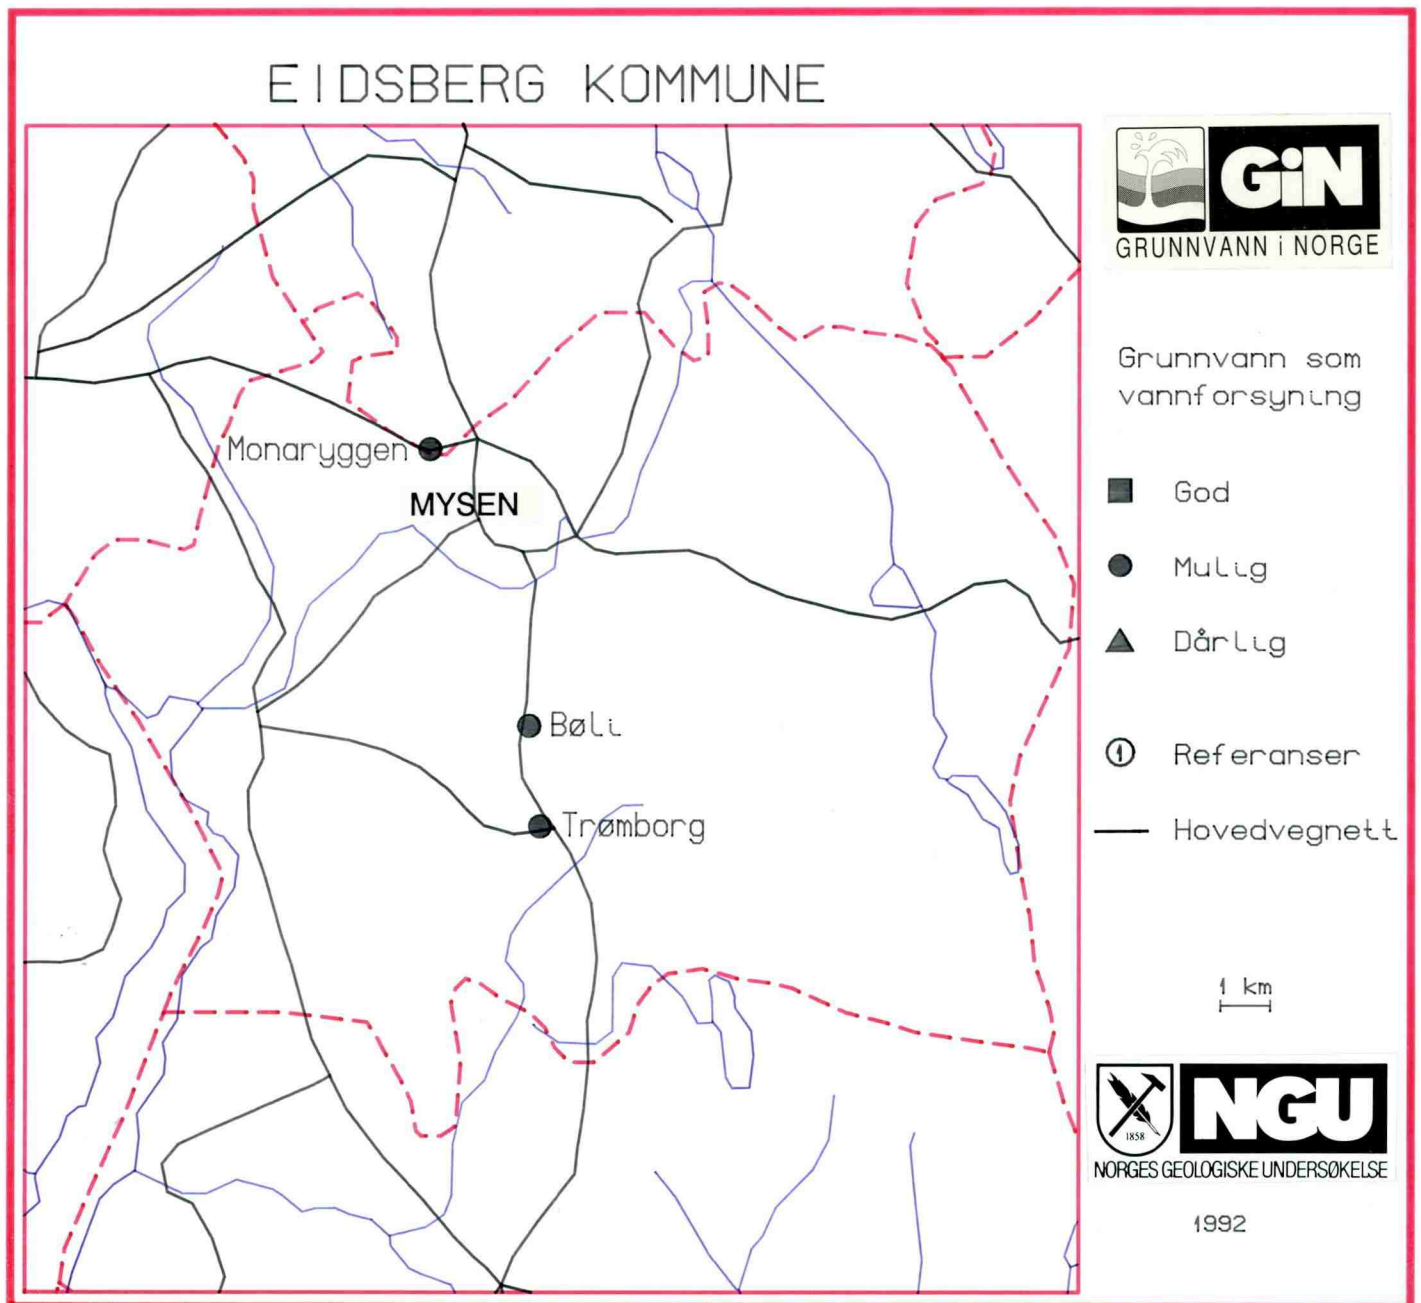 EIDSBERG KOMMUNE
GiN
GRUNNVANN i NORGE
Grunnvann som
vannforsyning
God
Mulig
Dårlig
1 Referanser
Hovedvegnett
Monaryggen
MYSEN
Bøli
Trømborg
1 km
1858
NGU
NORGES GEOLOGISKE UNDERSØKELSE
1992